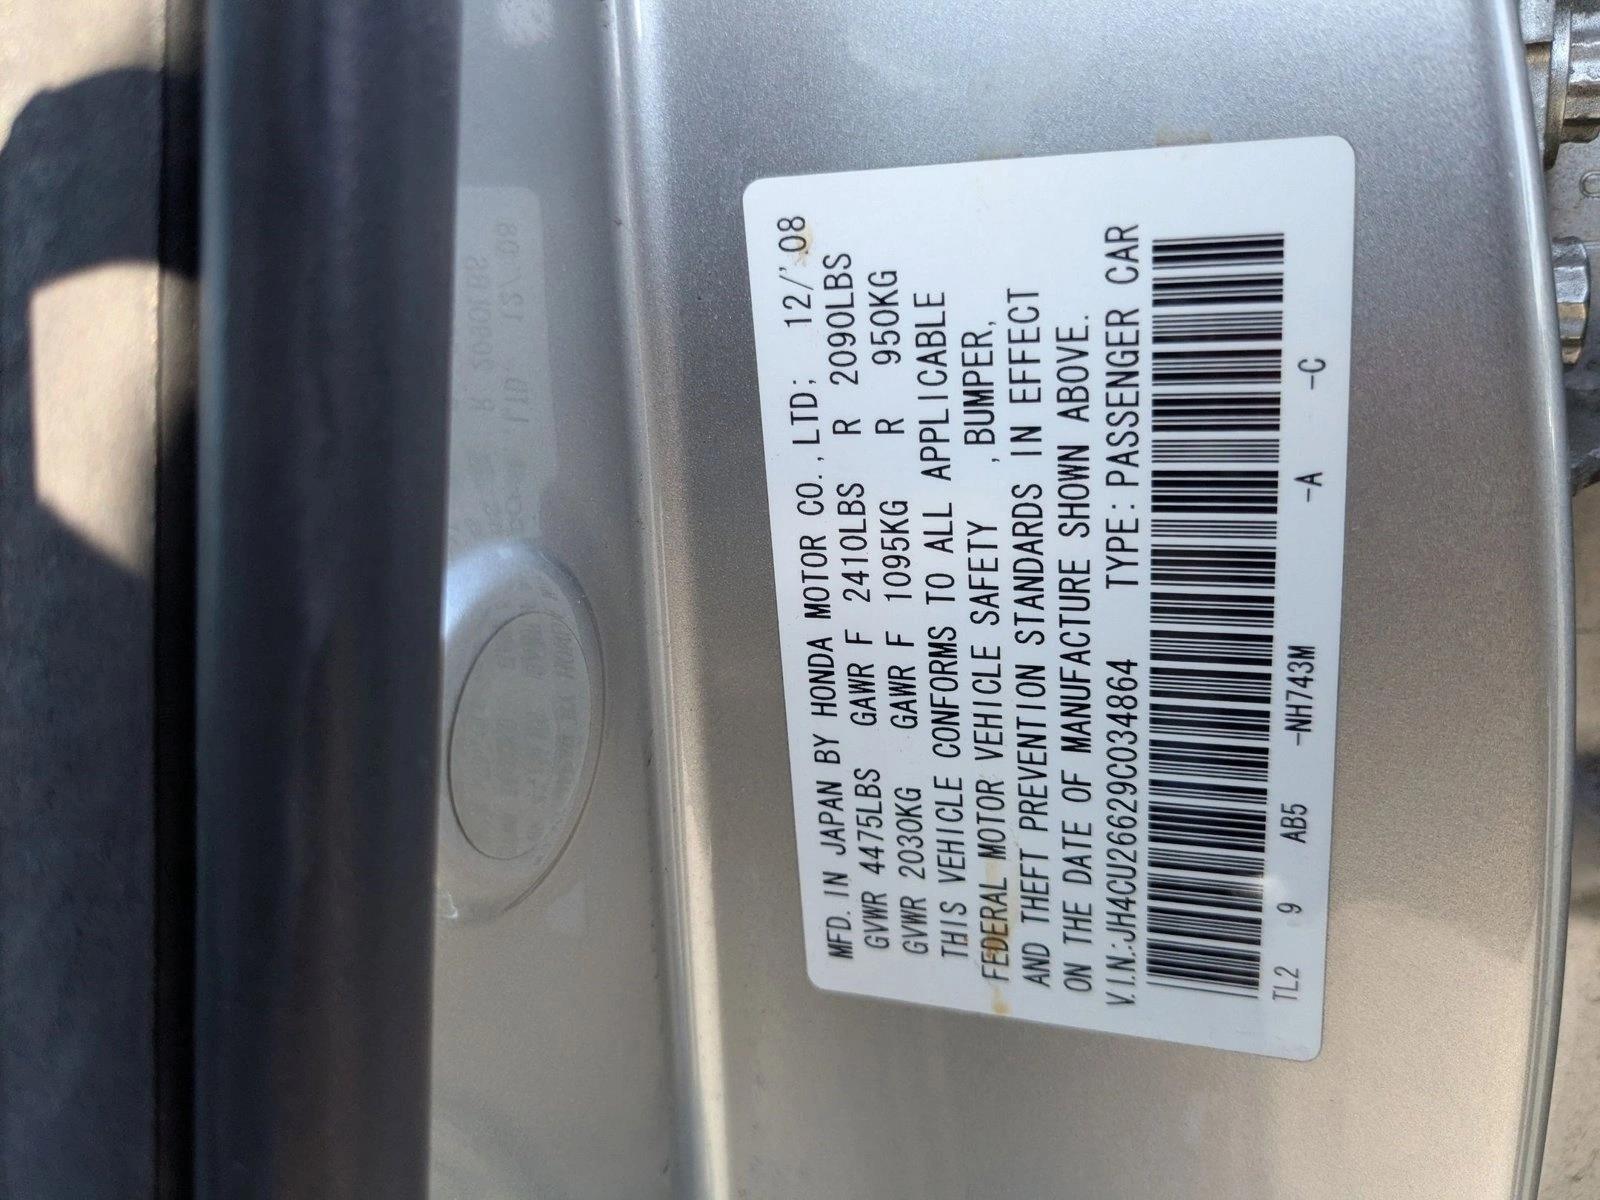 MFD. IN JAPAN BY HONDA MOTOR CO., LTD; 12/'08
GVWR 4475LBS GAWR F 2410LBS R 2090LBS
GVWR 2030KG GAWR F 1095KG R 950KG
THIS VEHICLE CONFORMS TO ALL APPLICABLE
FEDERAL MOTOR VEHICLE SAFETY , BUMPER,
AND THEFT PREVENTION STANDARDS IN EFFECT
ON THE DATE OF MANUFACTURE SHOWN ABOVE.
V.I.N.:JH4CU26629C034864 TYPE: PASSENGER CAR
TL2 9 AB5 -NH743M -A -C